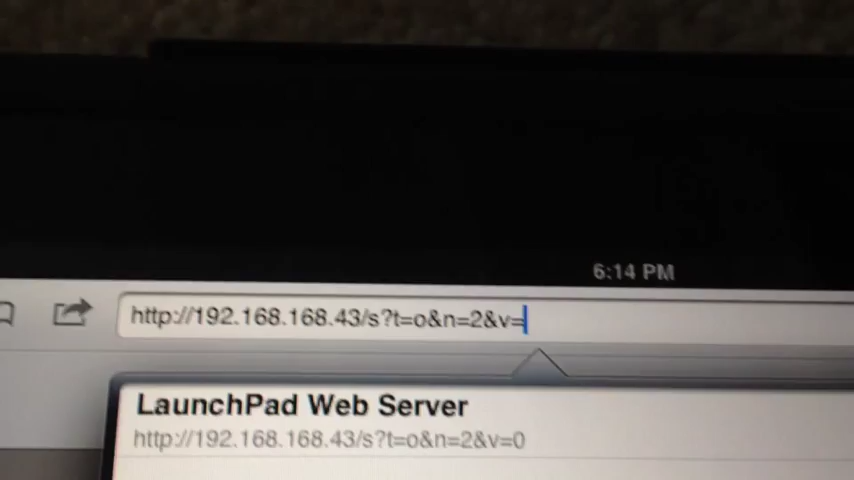 6:14 PM
http://192.168.168.43/s?t=o&n=2&v=
LaunchPad Web Server
http://192.168.168.43/s?t=o&n=2&v=0